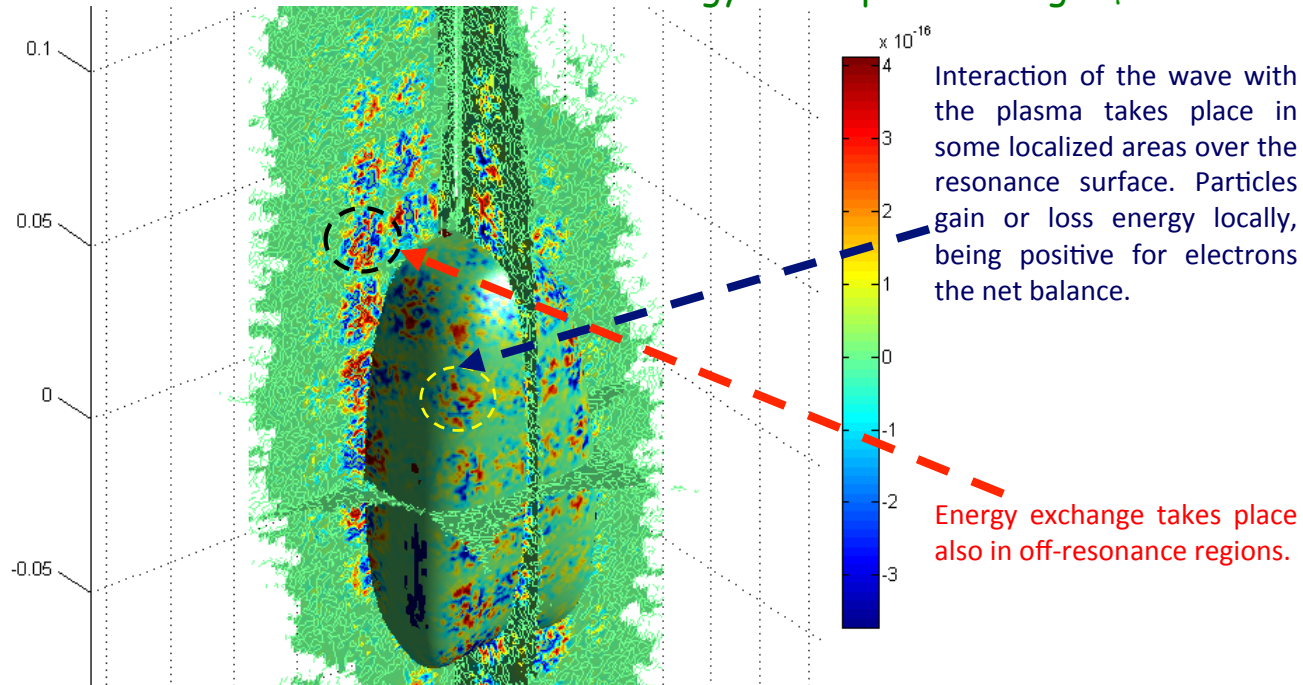 0.1
0.05
0
-0.05
x 10^-16
4
3
2
1
0
-1
-2
-3
Interaction of the wave with
the plasma takes place in
some localized areas over the
resonance surface. Particles
gain or loss energy locally,
being positive for electrons
the net balance.
Energy exchange takes place
also in off-resonance regions.